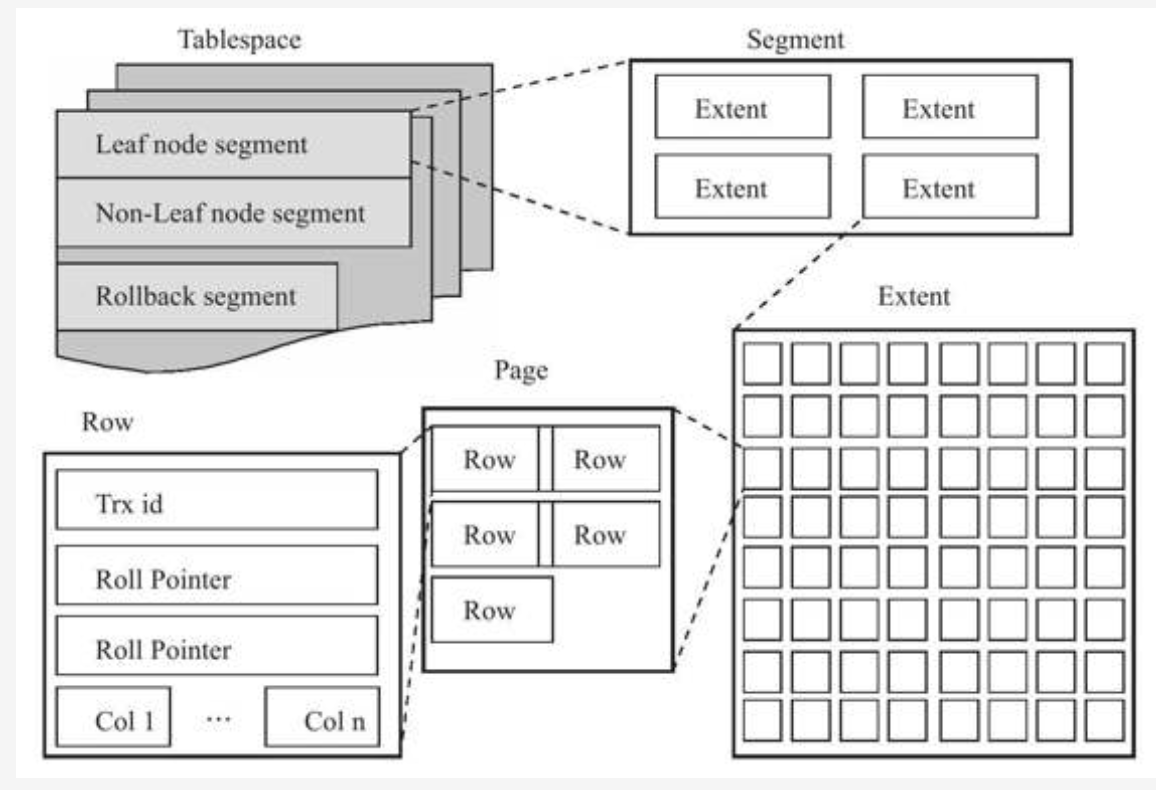 Tablespace
Leaf node segment
Non-Leaf node segment
Rollback segment
Segment
Extent Extent
Extent Extent
Extent
Page
Row Row
Row Row
Row
Row
Trx id
Roll Pointer
Roll Pointer
Col 1 ... Col n